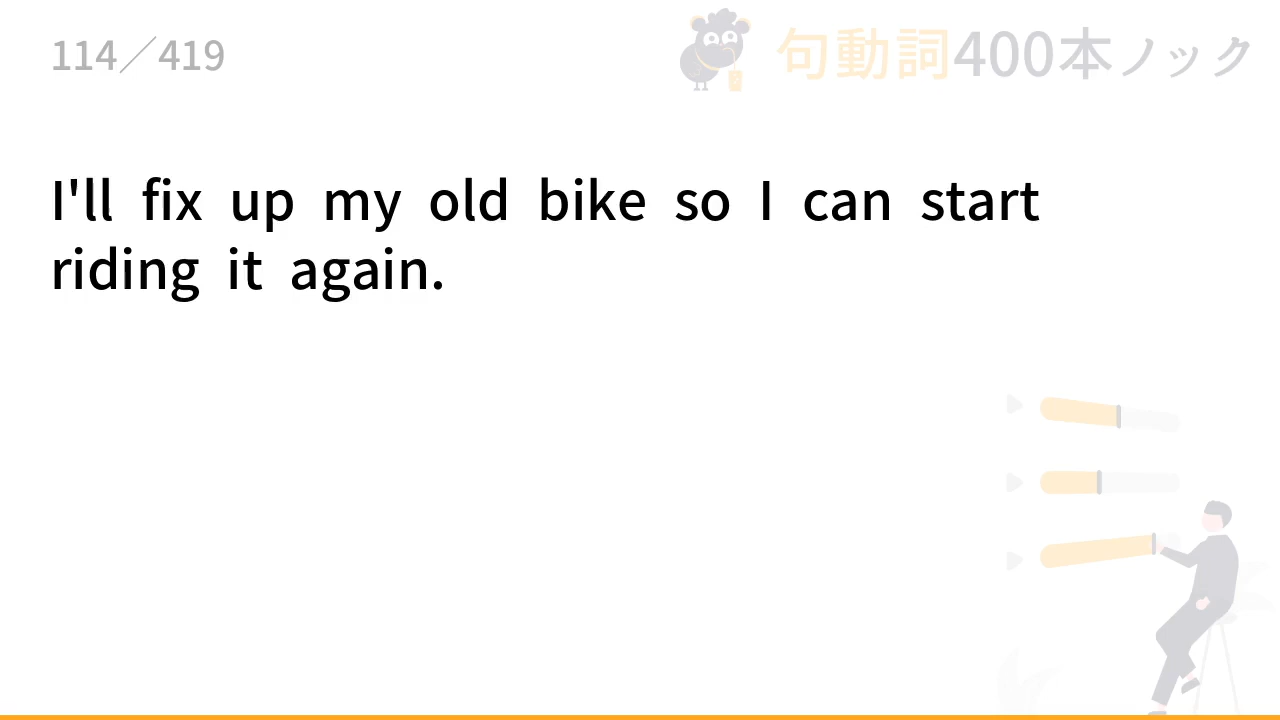 114／419
句動詞400本ノック
I'll fix up my old bike so I can start
riding it again.